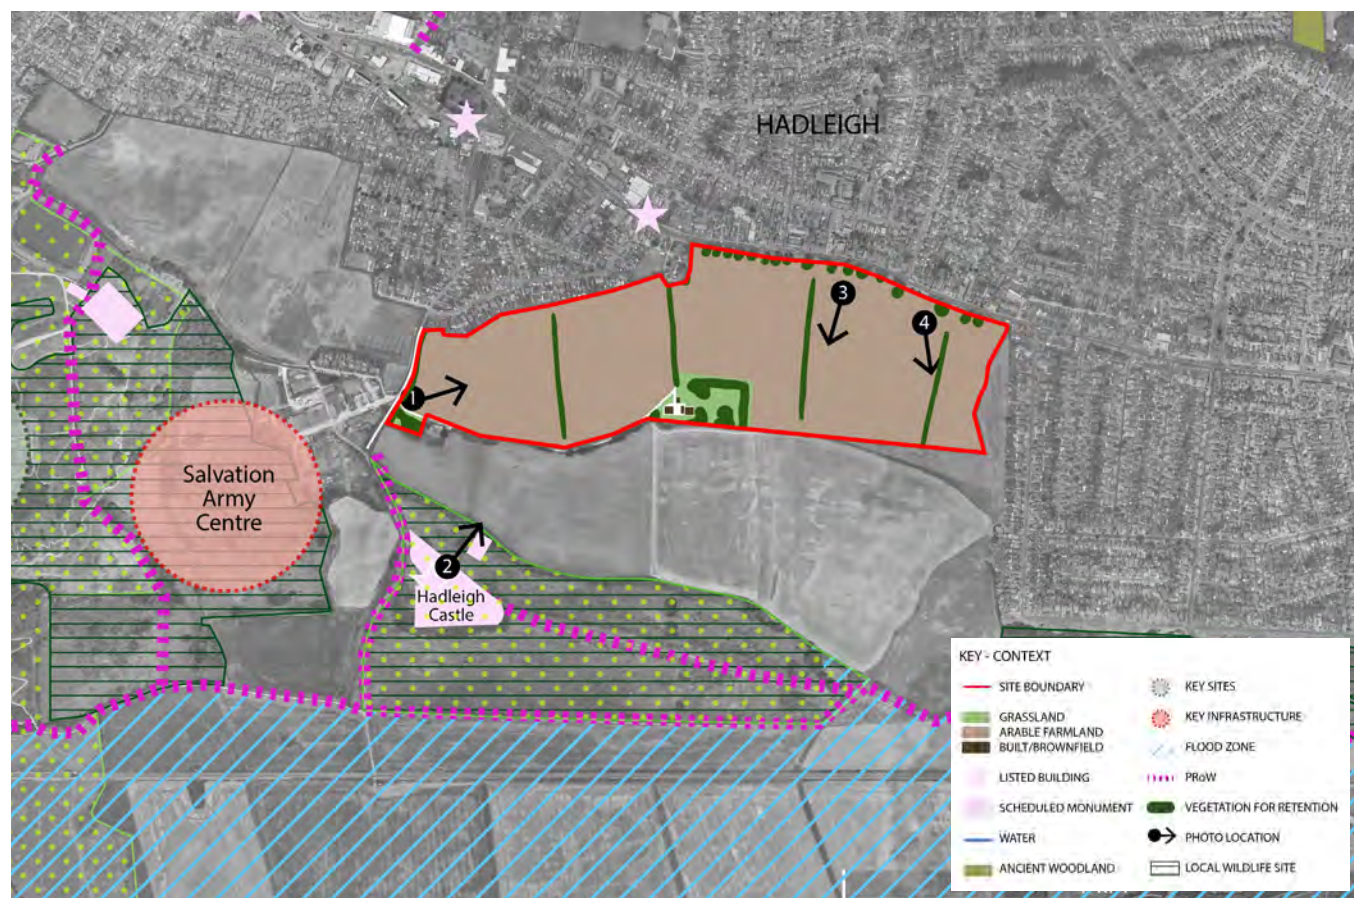 HADLEIGH
3
4
1
Salvation
Army
Centre
2
Hadleigh
Castle
KEY - CONTEXT
SITE BOUNDARY
GRASSLAND
ARABLE FARMLAND
BUILT/BROWNFIELD
LISTED BUILDING
SCHEDULED MONUMENT
WATER
ANCIENT WOODLAND
KEY SITES
KEY INFRASTRUCTURE
FLOOD ZONE
PRoW
VEGETATION FOR RETENTION
PHOTO LOCATION
LOCAL WILDLIFE SITE